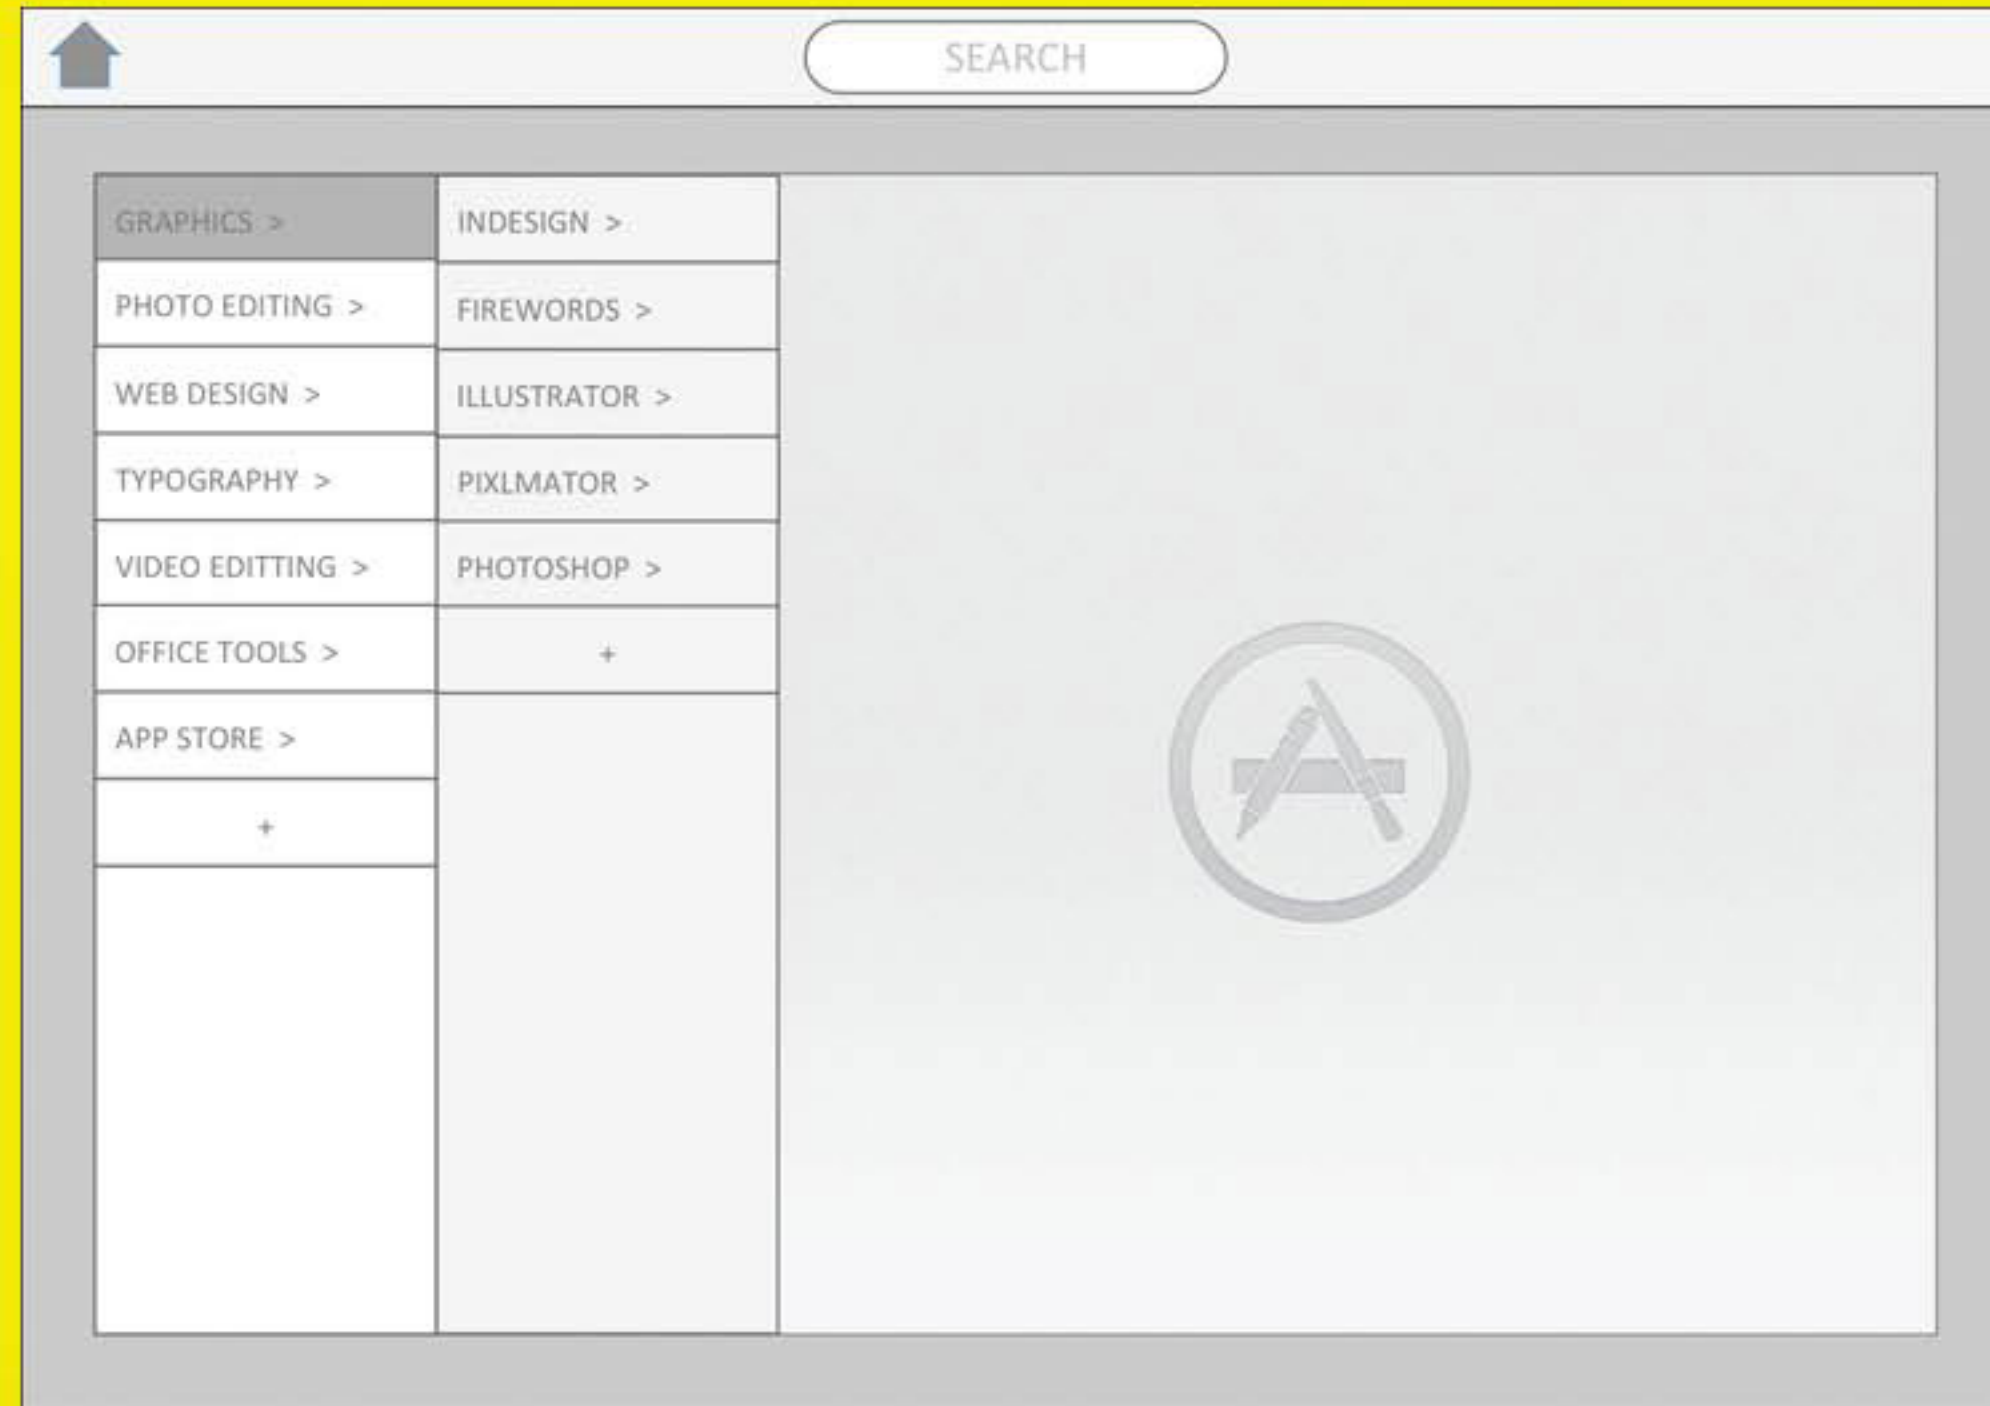 SEARCH
GRAPHICS >
PHOTO EDITING >
WEB DESIGN >
TYPOGRAPHY >
VIDEO EDITTING >
OFFICE TOOLS >
APP STORE >
+
INDESIGN >
FIREWORDS >
ILLUSTRATOR >
PIXLMATOR >
PHOTOSHOP >
+